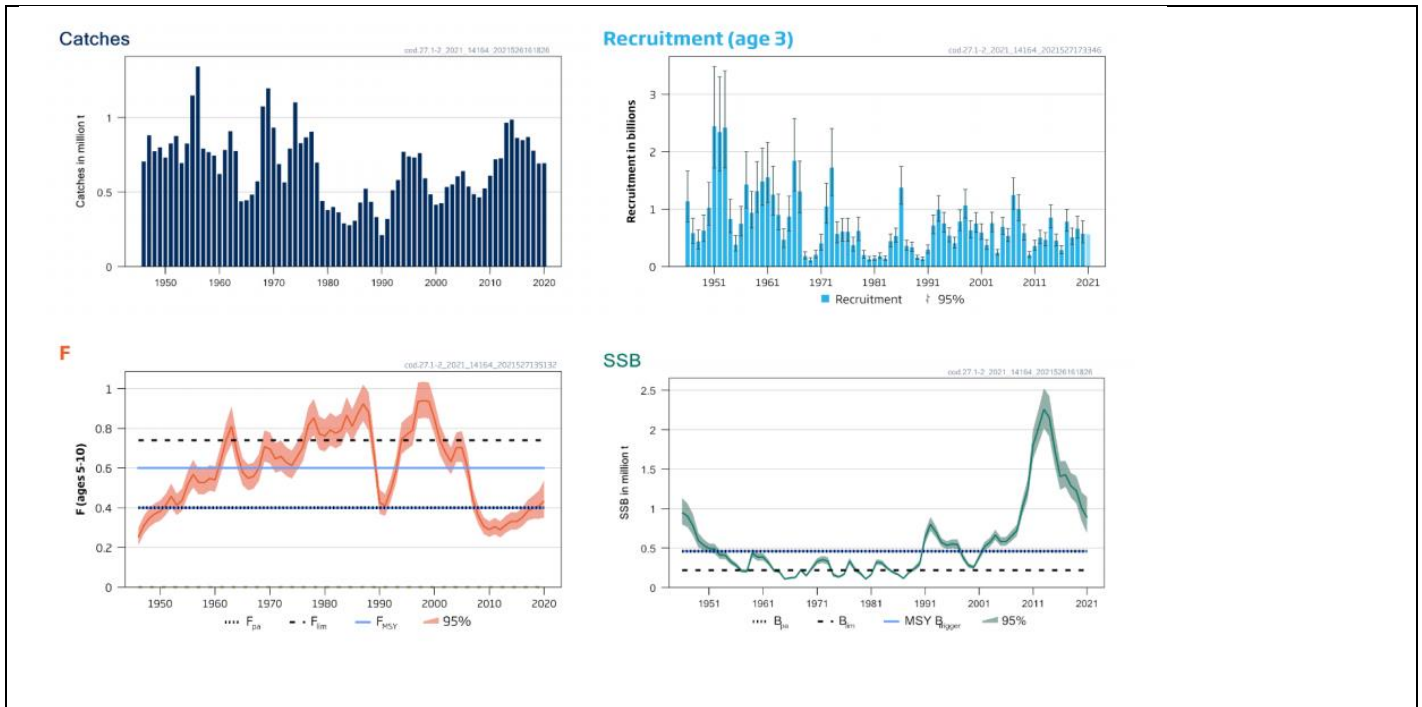 Catches
cod.27.1-2_2021_14164_2021526161826
Catches in million t
1
0.5
0
1950 1960 1970 1980 1990 2000 2010 2020
Recruitment (age 3)
cod.27.1-2_2021_14164_2021527173346
Recruitment in billions
3
2
1
0
1951 1961 1971 1981 1991 2001 2011 2021
Recruitment 95%
F
cod.27.1-2_2021_14164_2021527135132
F (ages 5-10)
1
0.8
0.6
0.4
0.2
0
1950 1960 1970 1980 1990 2000 2010 2020
Fpa Flim FMSY 95%
SSB
cod.27.1-2_2021_14164_2021526161826
SSB in million t
2.5
2
1.5
1
0.5
0
1951 1961 1971 1981 1991 2001 2011 2021
Bpa Blim MSY Btrigger 95%